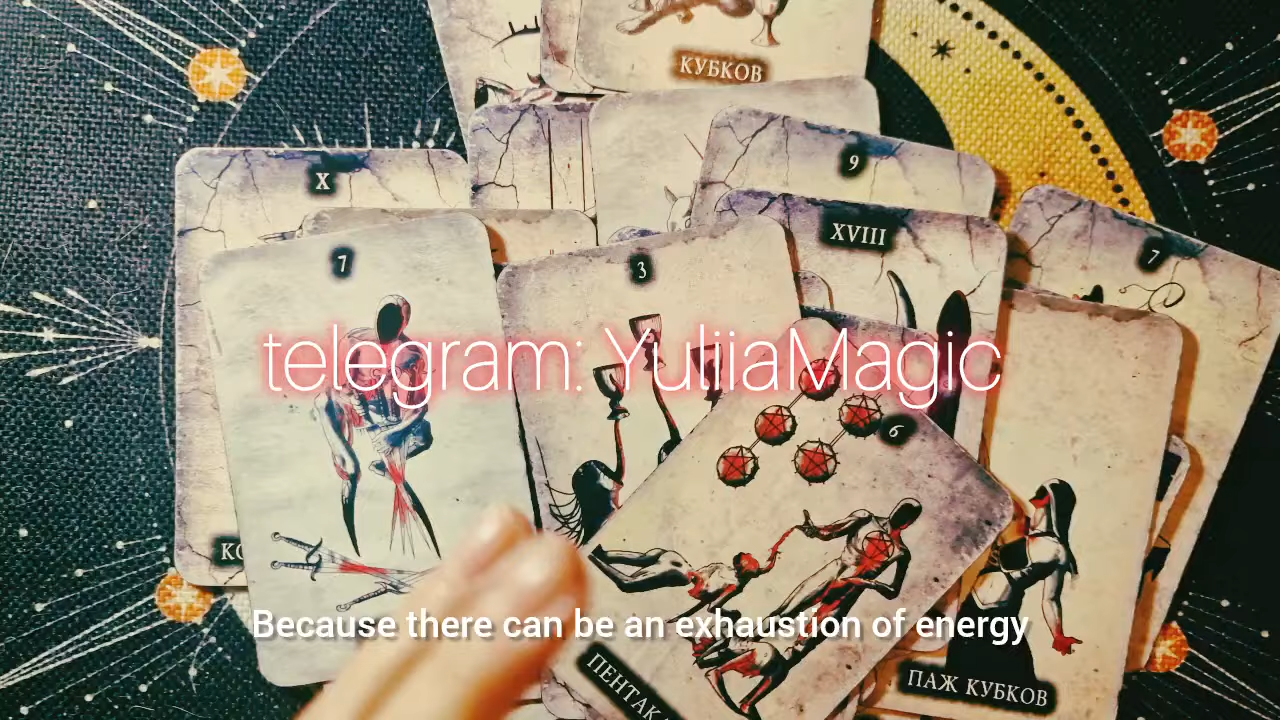 КУБКОВ
X
9
7
3
XVIII
7
telegram: YuliiaMagic
6
Because there can be an exhaustion of energy
ПАЖ КУБКОВ